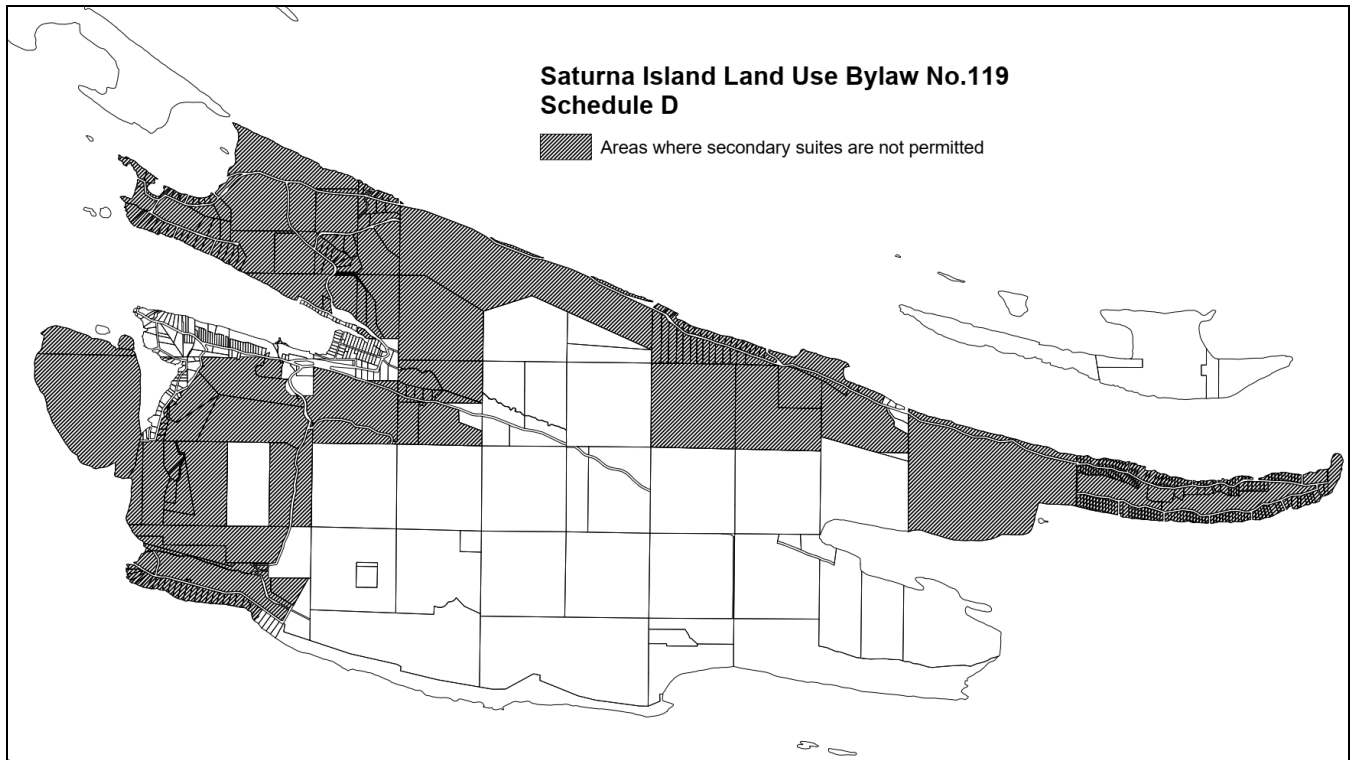 Saturna Island Land Use Bylaw No.119
Schedule D
Areas where secondary suites are not permitted